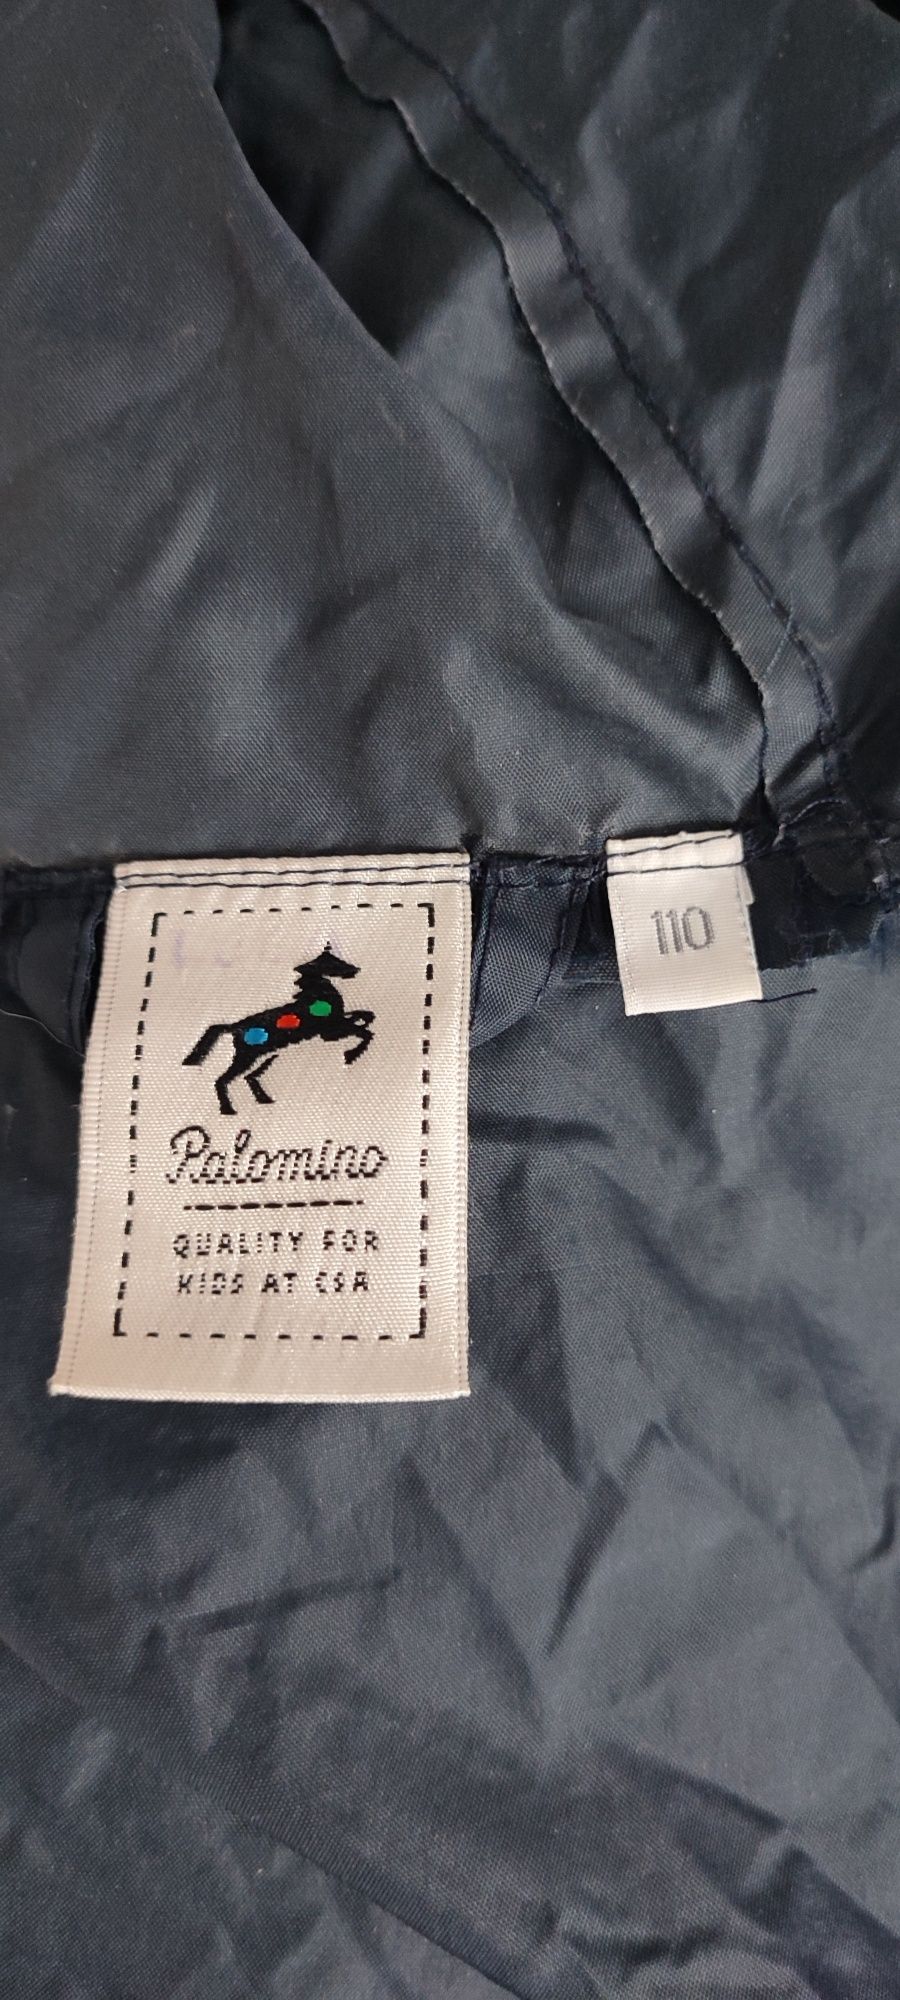 110
Palomino
QUALITY FOR
KIDS AT C&A